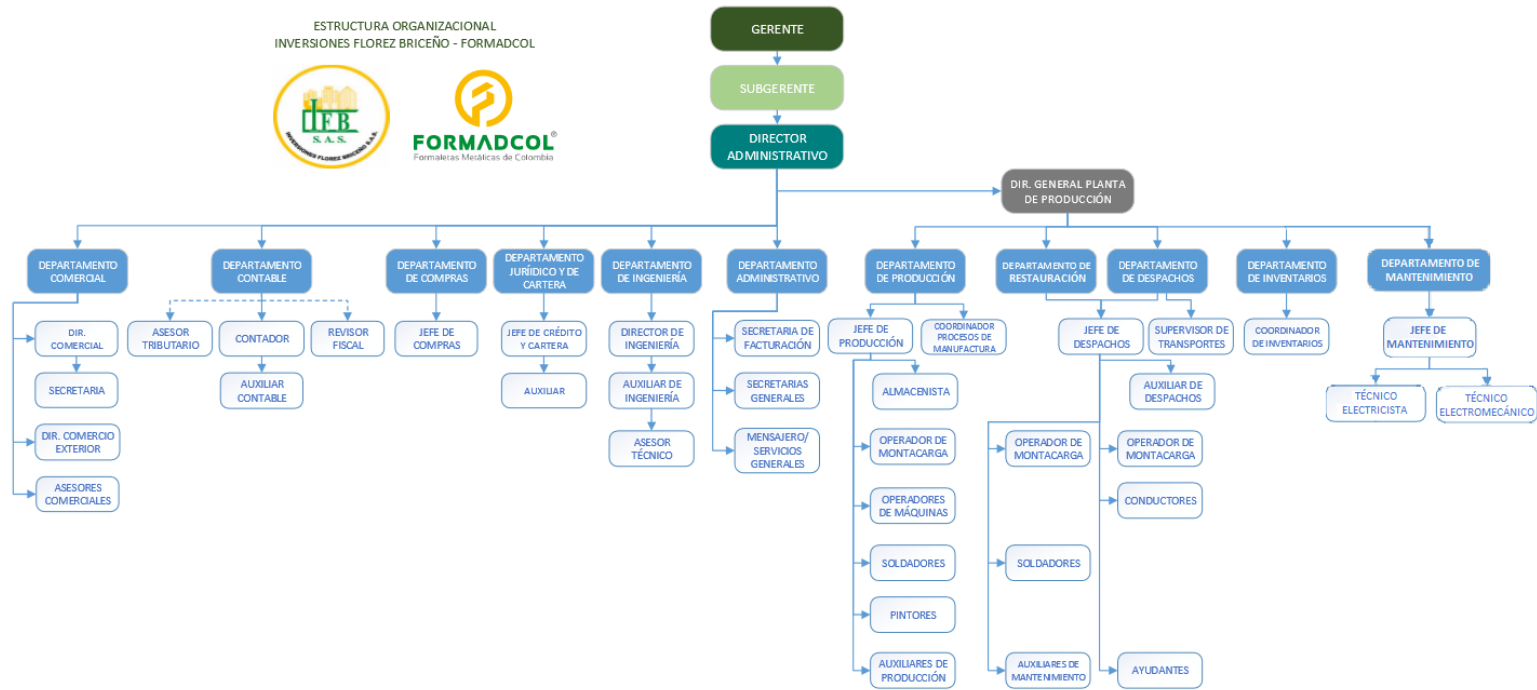 ESTRUCTURA ORGANIZACIONAL
INVERSIONES FLOREZ BRICEÑO - FORMADCOL
IFB
S.A.S.
INVERSIONES FLOREZ BRICEÑO S.A.S.
FORMADCOL®
Formaletas Metálicas de Colombia
GERENTE
SUBGERENTE
DIRECTOR
ADMINISTRATIVO
DIR. GENERAL PLANTA
DE PRODUCCIÓN
DEPARTAMENTO
COMERCIAL
DEPARTAMENTO
CONTABLE
DEPARTAMENTO
DE COMPRAS
DEPARTAMENTO
JURÍDICO Y DE
CARTERA
DEPARTAMENTO
DE INGENIERÍA
DEPARTAMENTO
ADMINISTRATIVO
DEPARTAMENTO
DE PRODUCCIÓN
DEPARTAMENTO DE
RESTAURACIÓN
DEPARTAMENTO
DE DESPACHOS
DEPARTAMENTO
DE INVENTARIOS
DEPARTAMENTO DE
MANTENIMIENTO
DIR.
COMERCIAL
ASESOR
TRIBUTARIO
CONTADOR
REVISOR
FISCAL
JEFE DE
COMPRAS
JEFE DE CRÉDITO
Y CARTERA
DIRECTOR DE
INGENIERÍA
SECRETARIA DE
FACTURACIÓN
JEFE DE
PRODUCCIÓN
COORDINADOR
PROCESOS DE
MANUFACTURA
JEFE DE
DESPACHOS
SUPERVISOR DE
TRANSPORTES
COORDINADOR
DE INVENTARIOS
JEFE DE
MANTENIMIENTO
SECRETARIA
AUXILIAR
CONTABLE
AUXILIAR
AUXILIAR DE
INGENIERÍA
SECRETARIAS
GENERALES
ALMACENISTA
AUXILIAR DE
DESPACHOS
TÉCNICO
ELECTRICISTA
TÉCNICO
ELECTROMECÁNICO
DIR. COMERCIO
EXTERIOR
ASESOR
TÉCNICO
MENSAJERO/
SERVICIOS
GENERALES
OPERADOR DE
MONTACARGA
OPERADOR DE
MONTACARGA
OPERADOR DE
MONTACARGA
ASESORES
COMERCIALES
OPERADORES
DE MÁQUINAS
CONDUCTORES
SOLDADORES
SOLDADORES
PINTORES
AUXILIARES DE
PRODUCCIÓN
AUXILIARES DE
MANTENIMIENTO
AYUDANTES